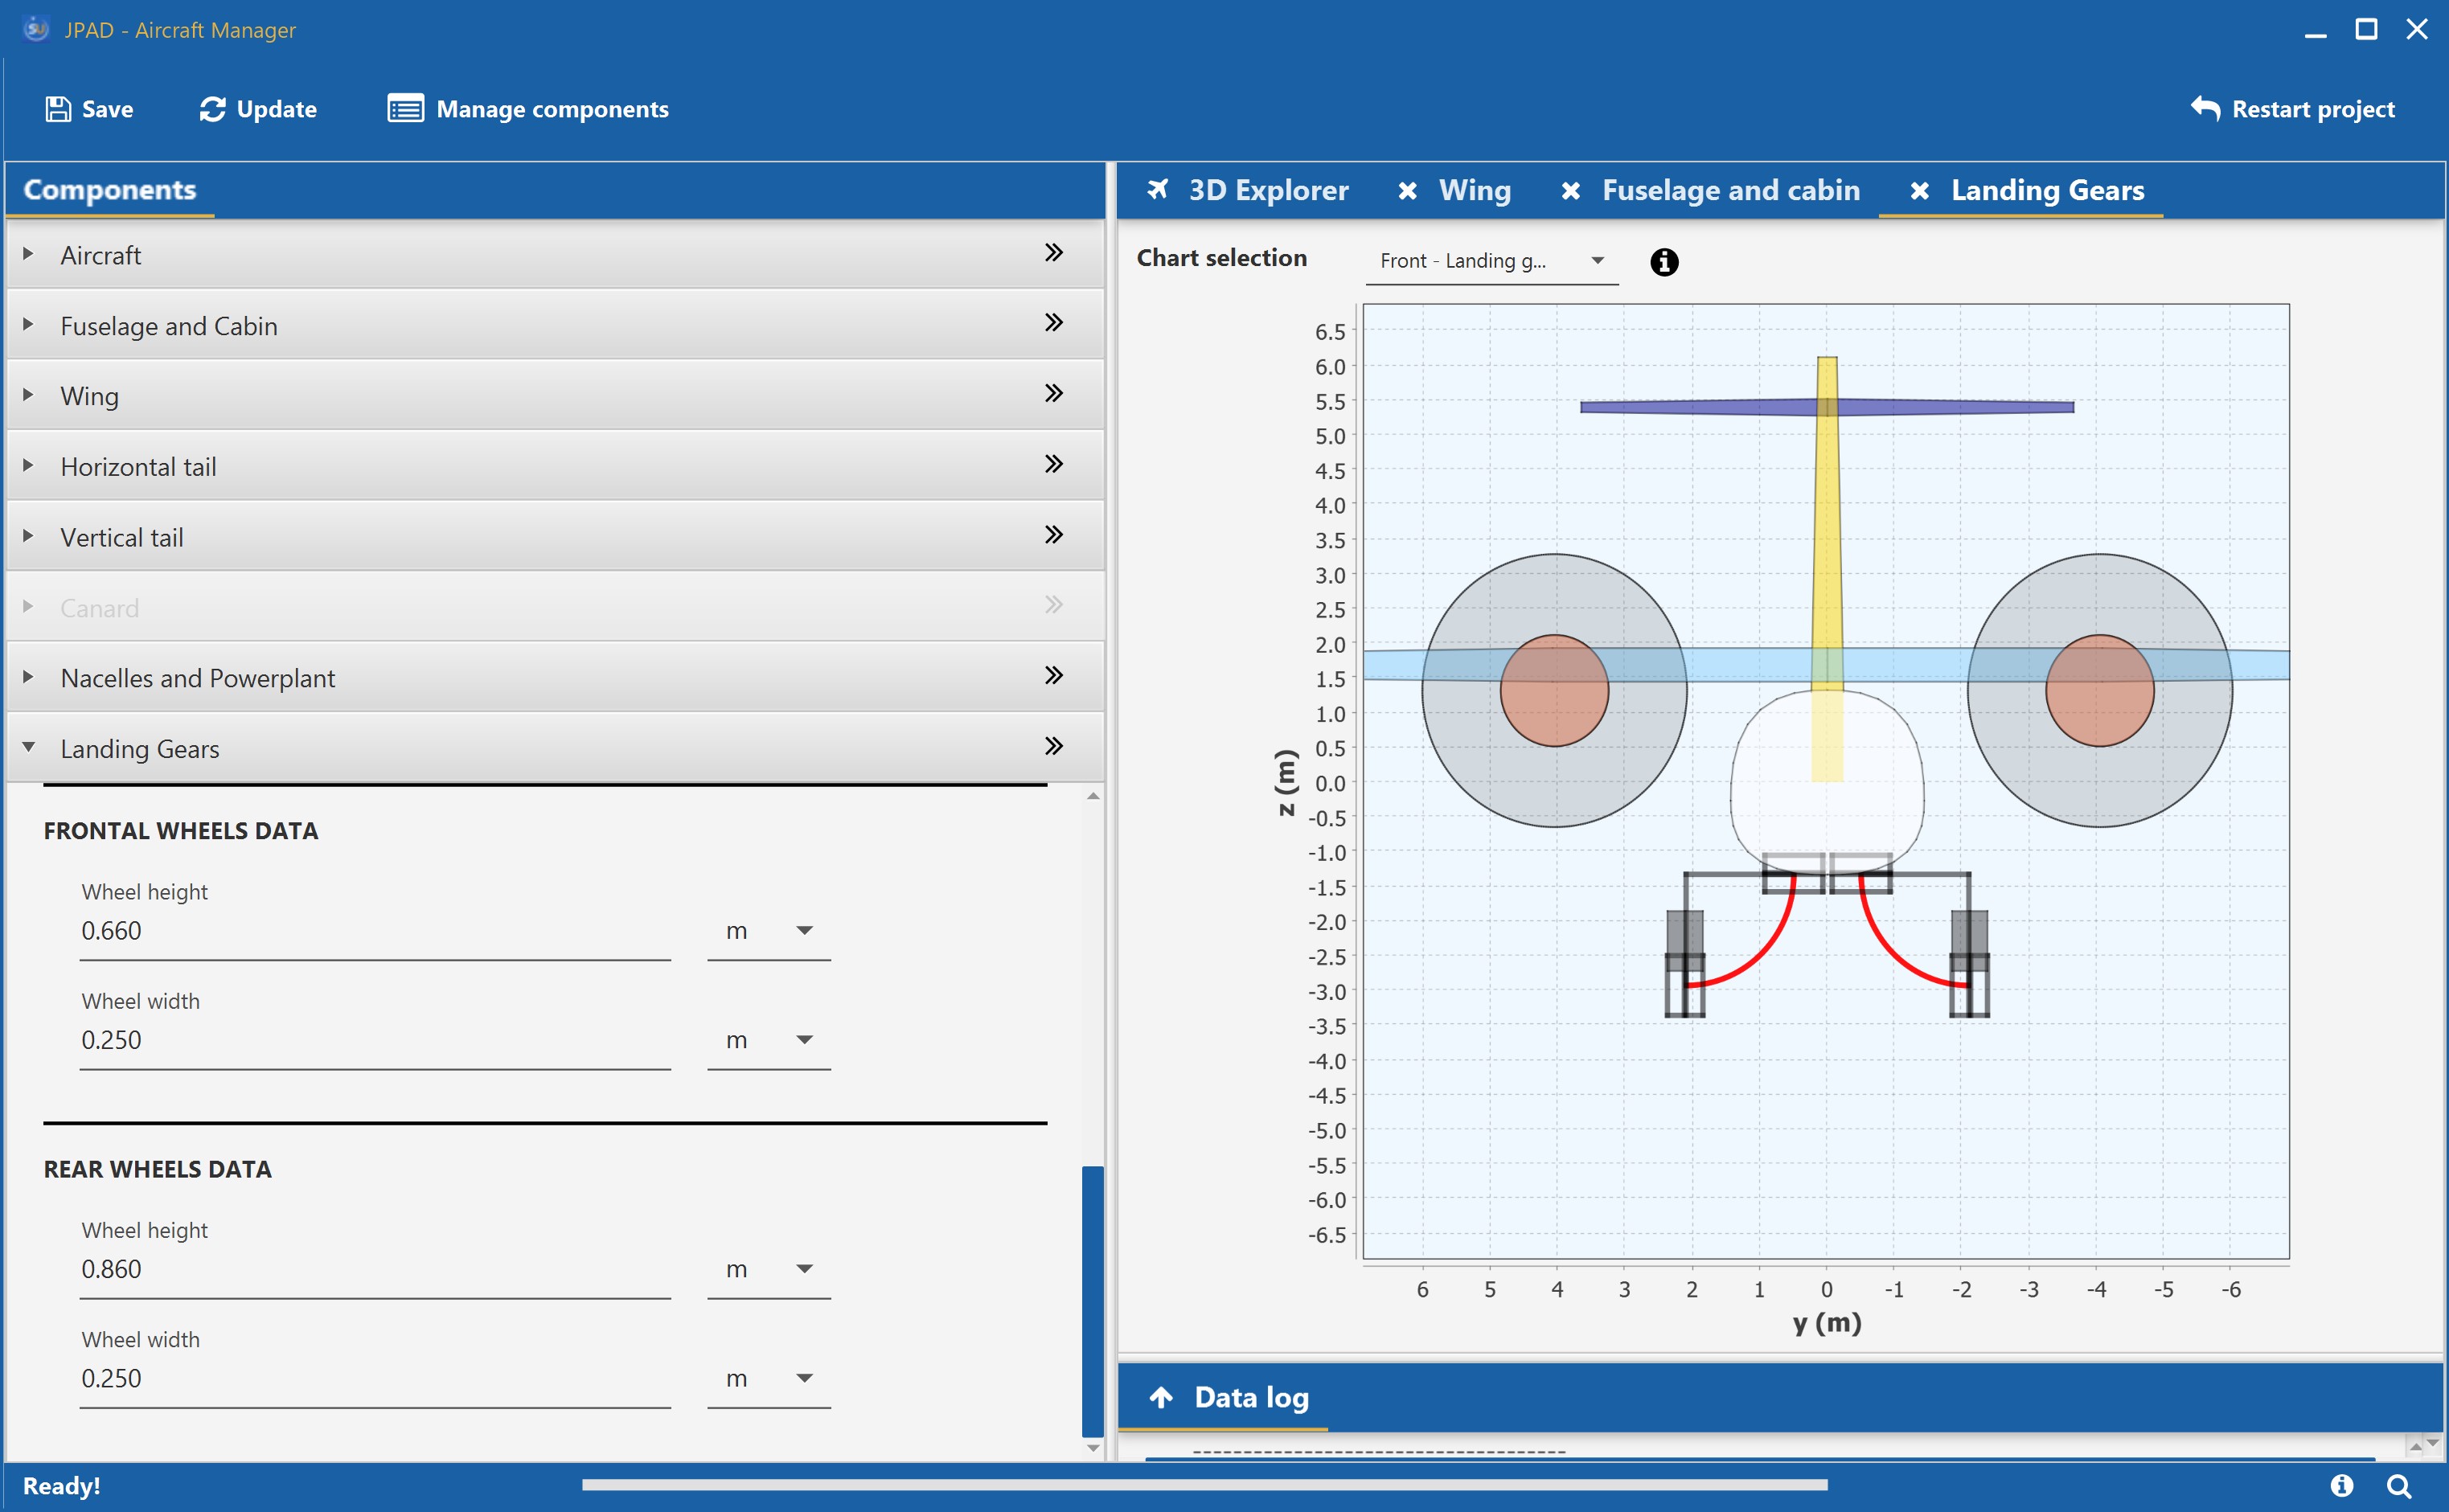 JPAD - Aircraft Manager
Save Update Manage components Restart project
Components
3D Explorer Wing Fuselage and cabin Landing Gears
Aircraft
Fuselage and Cabin
Wing
Horizontal tail
Vertical tail
Canard
Nacelles and Powerplant
Landing Gears
FRONTAL WHEELS DATA
Wheel height
0.660 m
Wheel width
0.250 m
REAR WHEELS DATA
Wheel height
0.860 m
Wheel width
0.250 m
Chart selection Front - Landing g...
6.5
6.0
5.5
5.0
4.5
4.0
3.5
3.0
2.5
2.0
1.5
1.0
0.5
0.0
-0.5
-1.0
-1.5
-2.0
-2.5
-3.0
-3.5
-4.0
-4.5
-5.0
-5.5
-6.0
-6.5
z (m)
6 5 4 3 2 1 0 -1 -2 -3 -4 -5 -6
y (m)
Data log
---------------------------------
Ready!